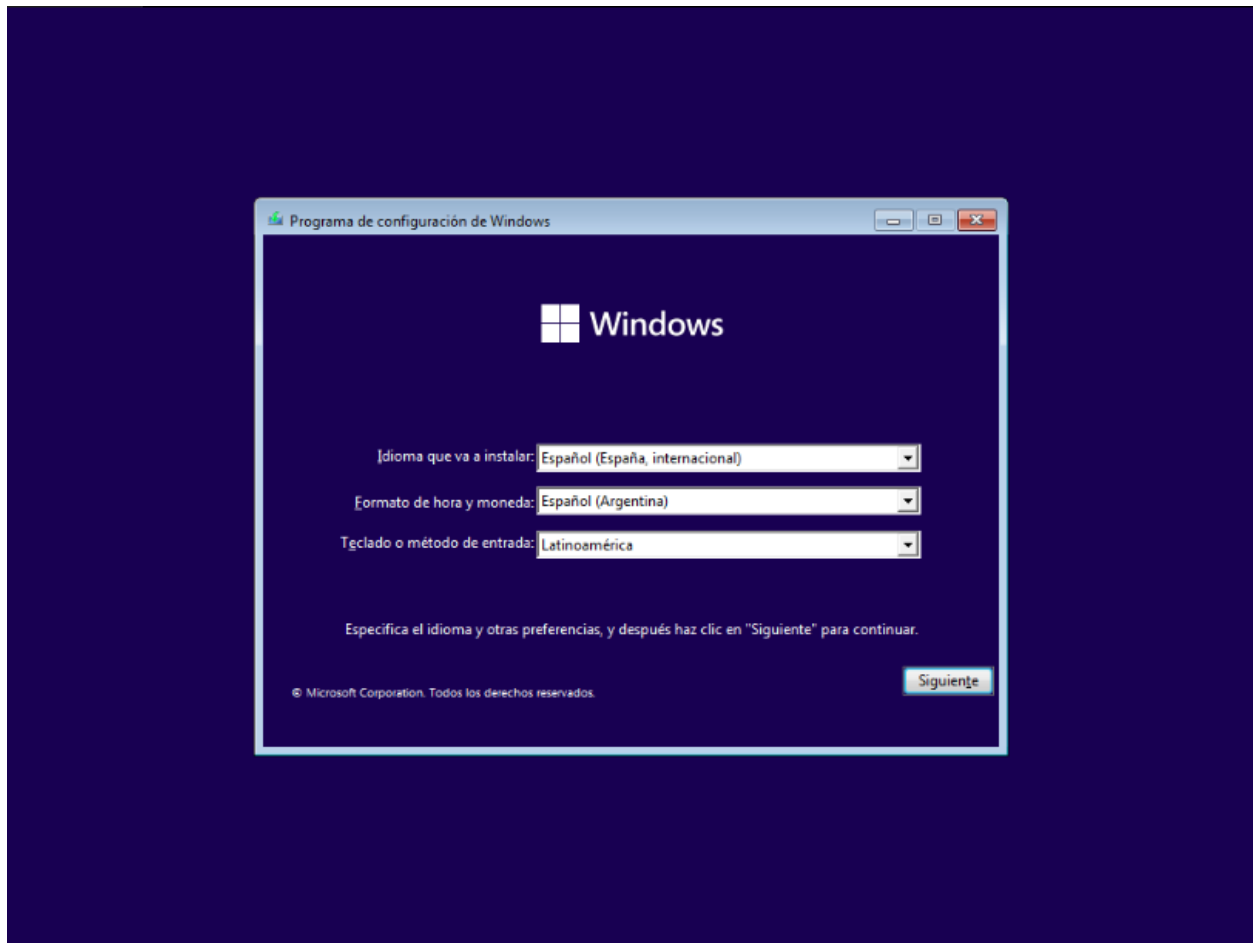 Programa de configuración de Windows
Windows
Idioma que va a instalar: Español (España, internacional)
Formato de hora y moneda: Español (Argentina)
Teclado o método de entrada: Latinoamérica
Especifica el idioma y otras preferencias, y después haz clic en "Siguiente" para continuar.
Siguiente
© Microsoft Corporation. Todos los derechos reservados.